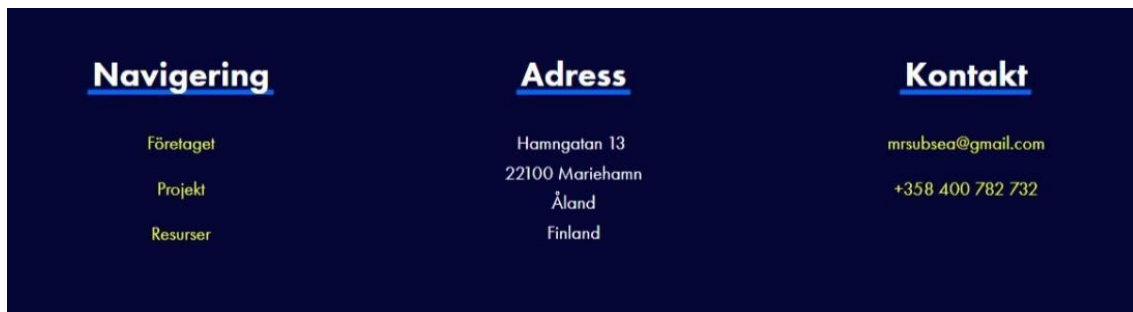 Navigering
Företaget
Projekt
Resurser
Adress
Hamngatan 13
22100 Mariehamn
Åland
Finland
Kontakt
mrsubsea@gmail.com
+358 400 782 732